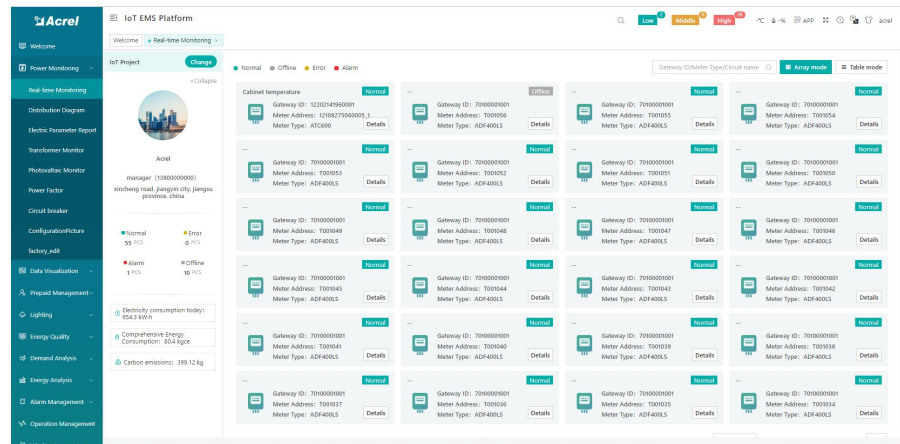 Acrel
IoT EMS Platform
Low 2
Middle 0
High
-℃
-%
APP
acrel
Welcome
Real-time Monitoring ×
Welcome
Power Monitoring
Real-time Monitoring
Distribution Diagram
Electric Parameter Report
Transformer Monitor
Photovaltaic Monitor
Power Factor
Circuit breaker
ConfigurationPicture
factory_edit
Data Visualization
Prepaid Management
Lighting
Energy Quality
Demand Analysis
Energy Analysis
Alarm Management
Operation Management
IoT Project
Change
<Collapse
Acrel
manager (13800000000)
xincheng road, jiangyin city, jiangsu
province, china
Normal
55 PCS
Error
0 PCS
Alarm
1 PCS
Offline
10 PCS
Electricity consumption today:
654.3 kW·h
Comprehensive Energy
Consumption: 80.4 kgce
Carbon emissions: 399.12 kg
Normal Offline Error Alarm
Gateway ID/Meter Type/Circuit name
Array mode
Table mode
Cabinet temperature
Normal
Gateway ID: 12202141960001
Meter Address: 12108275060005_1
Meter Type: ATC600
Details
--
Offline
Gateway ID: 70100001001
Meter Address: T001056
Meter Type: ADF400LS
Details
--
Normal
Gateway ID: 70100001001
Meter Address: T001055
Meter Type: ADF400LS
Details
--
Normal
Gateway ID: 70100001001
Meter Address: T001054
Meter Type: ADF400LS
Details
--
Normal
Gateway ID: 70100001001
Meter Address: T001053
Meter Type: ADF400LS
Details
--
Normal
Gateway ID: 70100001001
Meter Address: T001052
Meter Type: ADF400LS
Details
--
Normal
Gateway ID: 70100001001
Meter Address: T001051
Meter Type: ADF400LS
Details
--
Normal
Gateway ID: 70100001001
Meter Address: T001050
Meter Type: ADF400LS
Details
--
Normal
Gateway ID: 70100001001
Meter Address: T001049
Meter Type: ADF400LS
Details
--
Normal
Gateway ID: 70100001001
Meter Address: T001048
Meter Type: ADF400LS
Details
--
Normal
Gateway ID: 70100001001
Meter Address: T001047
Meter Type: ADF400LS
Details
--
Normal
Gateway ID: 70100001001
Meter Address: T001046
Meter Type: ADF400LS
Details
--
Normal
Gateway ID: 70100001001
Meter Address: T001045
Meter Type: ADF400LS
Details
--
Normal
Gateway ID: 70100001001
Meter Address: T001044
Meter Type: ADF400LS
Details
--
Normal
Gateway ID: 70100001001
Meter Address: T001043
Meter Type: ADF400LS
Details
--
Normal
Gateway ID: 70100001001
Meter Address: T001042
Meter Type: ADF400LS
Details
--
Normal
Gateway ID: 70100001001
Meter Address: T001041
Meter Type: ADF400LS
Details
--
Normal
Gateway ID: 70100001001
Meter Address: T001040
Meter Type: ADF400LS
Details
--
Normal
Gateway ID: 70100001001
Meter Address: T001039
Meter Type: ADF400LS
Details
--
Normal
Gateway ID: 70100001001
Meter Address: T001038
Meter Type: ADF400LS
Details
--
Normal
Gateway ID: 70100001001
Meter Address: T001037
Meter Type: ADF400LS
Details
--
Normal
Gateway ID: 70100001001
Meter Address: T001036
Meter Type: ADF400LS
Details
--
Normal
Gateway ID: 70100001001
Meter Address: T001035
Meter Type: ADF400LS
Details
--
Normal
Gateway ID: 70100001001
Meter Address: T001034
Meter Type: ADF400LS
Details